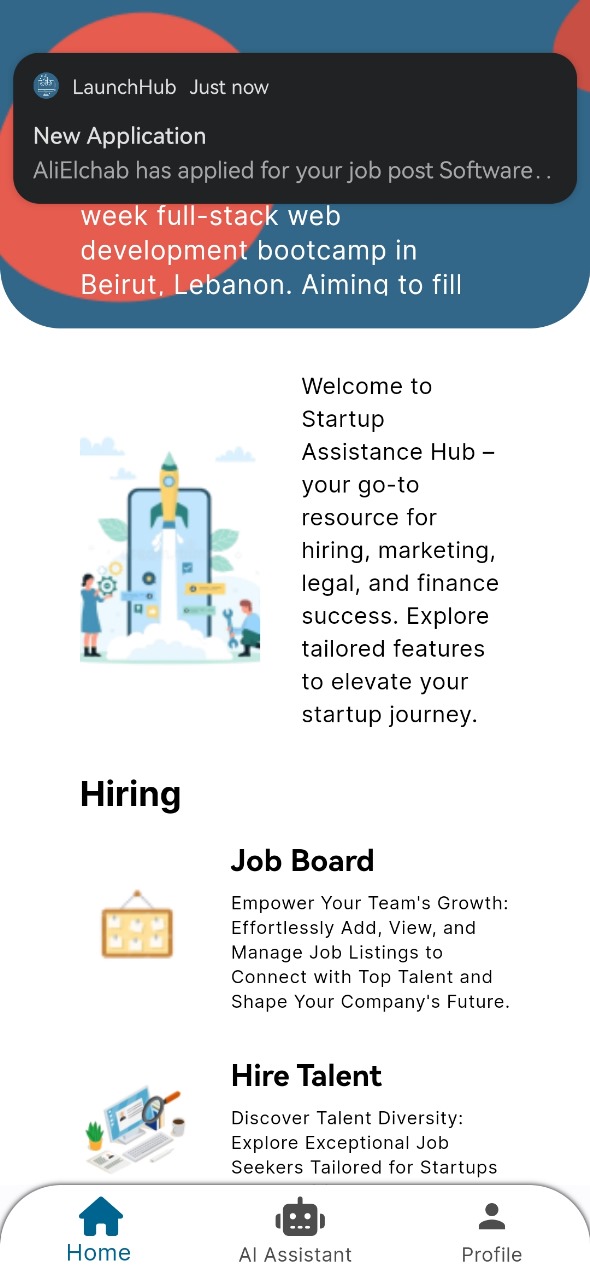 LaunchHub Just now
New Application
AliElchab has applied for your job post Software..
week full-stack web
development bootcamp in
Beirut, Lebanon. Aiming to fill
Welcome to
Startup
Assistance Hub –
your go-to
resource for
hiring, marketing,
legal, and finance
success. Explore
tailored features
to elevate your
startup journey.
Hiring
Job Board
Empower Your Team's Growth:
Effortlessly Add, View, and
Manage Job Listings to
Connect with Top Talent and
Shape Your Company's Future.
Hire Talent
Discover Talent Diversity:
Explore Exceptional Job
Seekers Tailored for Startups
Home
AI Assistant
Profile